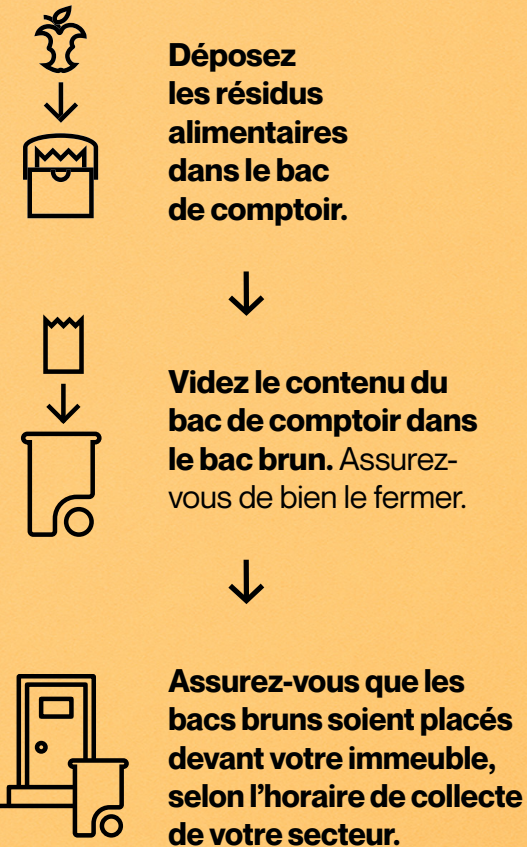 Déposez
les résidus
alimentaires
dans le bac
de comptoir.
Videz le contenu du
bac de comptoir dans
le bac brun. Assurez-
vous de bien le fermer.
Assurez-vous que les
bacs bruns soient placés
devant votre immeuble,
selon l’horaire de collecte
de votre secteur.